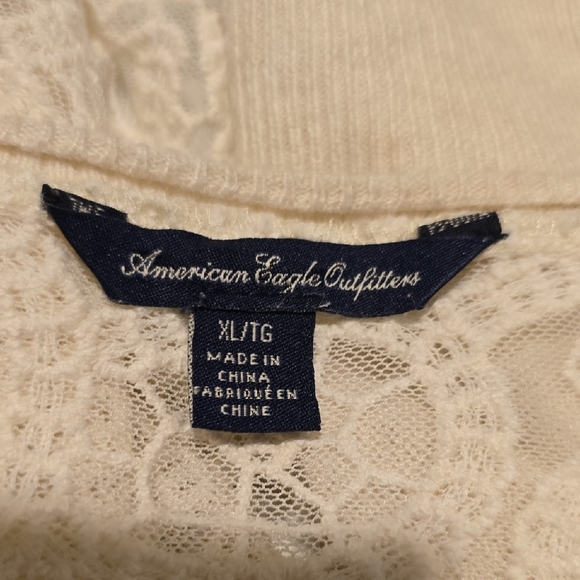 American Eagle Outfitters
XL/TG
MADE IN
CHINA
FABRIQUÉ EN
CHINE